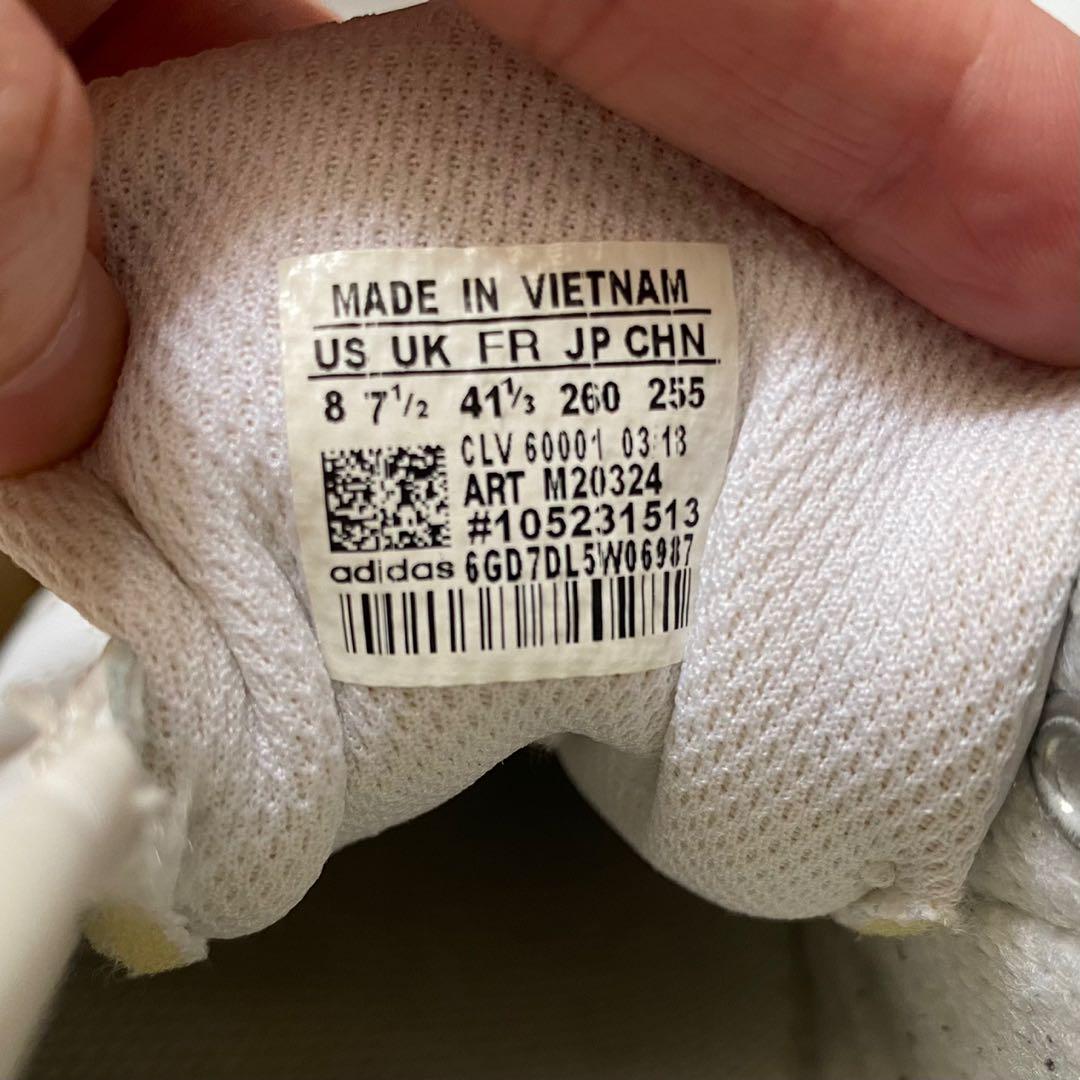 MADE IN VIETNAM
US UK FR JP CHN
8 7½ 41⅓ 260 255
CLV 60001 03:13
ART M20324
#105231513
adidas 6GD7DL5W06987